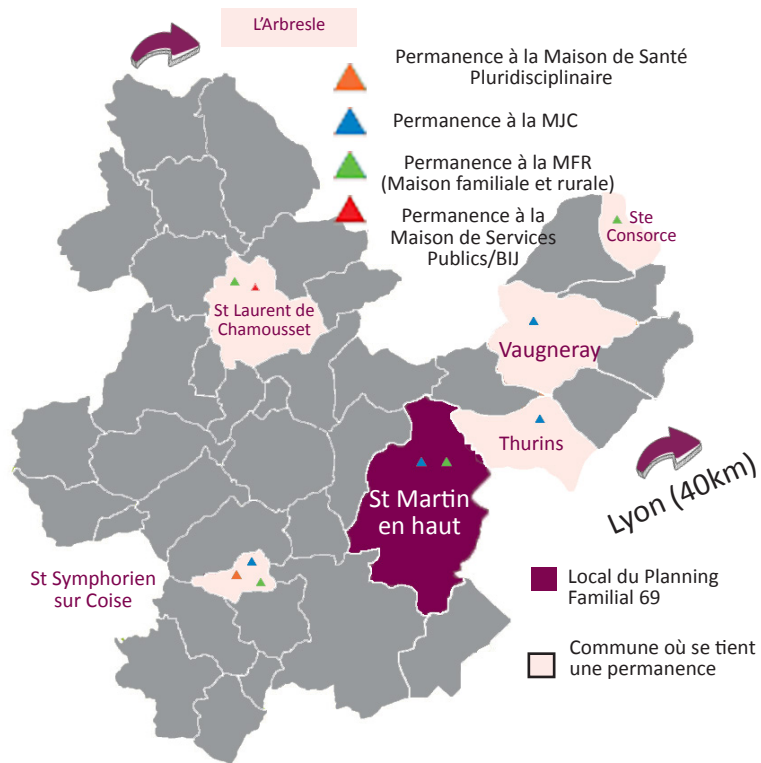 L'Arbresle
Permanence à la Maison de Santé
Pluridisciplinaire
Permanence à la MJC
Permanence à la MFR
(Maison familiale et rurale)
Permanence à la
Maison de Services
Publics/BIJ
Ste
Consorce
St Laurent de
Chamousset
Vaugneray
Thurins
St Martin
en haut
Lyon (40km)
St Symphorien
sur Coise
Local du Planning
Familial 69
Commune où se tient
une permanence